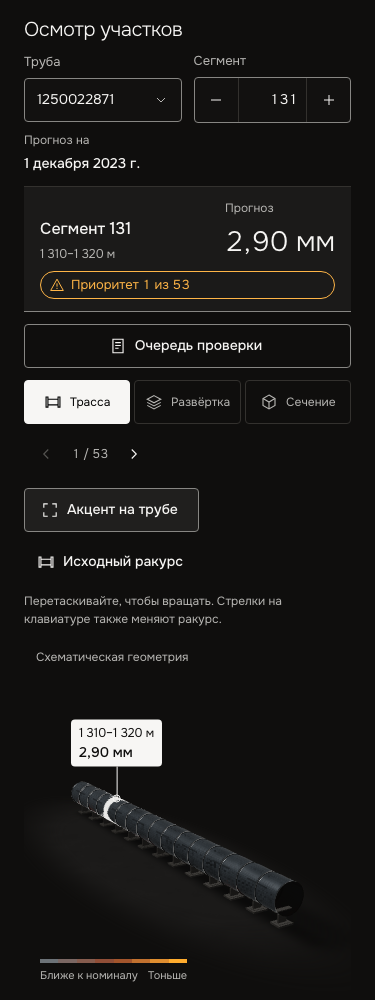 Осмотр участков
Труба
Сегмент
1250022871
131
Прогноз на
1 декабря 2023 г.
Прогноз
Сегмент 131
2,90 мм
1 310–1 320 м
Приоритет 1 из 53
Очередь проверки
Трасса
Развёртка
Сечение
1 / 53
Акцент на трубе
Исходный ракурс
Перетаскивайте, чтобы вращать. Стрелки на
клавиатуре также меняют ракурс.
Схематическая геометрия
1 310–1 320 м
2,90 мм
Ближе к номиналу
Тоньше